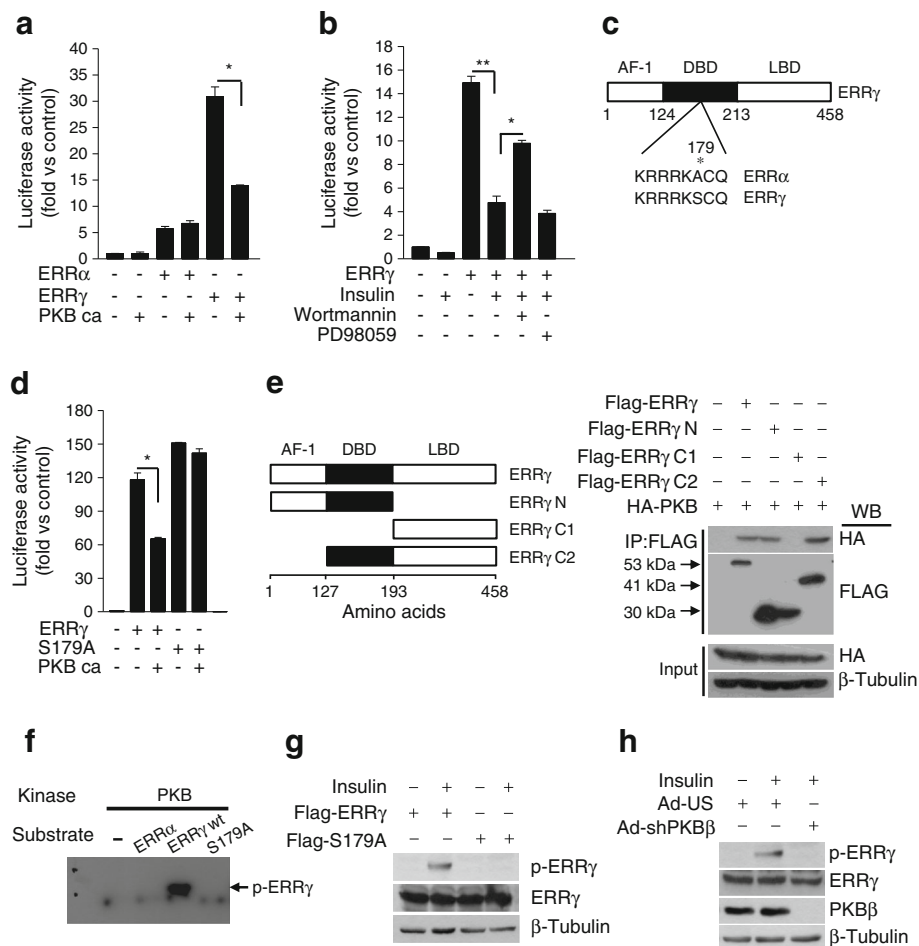 a
Luciferase activity
(fold vs control)
40
35
30
25
20
15
10
5
0
*
ERRα - - + + - -
ERRγ - - - - + +
PKB ca - + - + - +
b
Luciferase activity
(fold vs control)
18
16
14
12
10
8
6
4
2
0
**
*
ERRγ - - + + + +
Insulin - + - + + +
Wortmannin - - - - + -
PD98059 - - - - - +
c
AF-1 DBD LBD
ERRγ
1 124 213 458
179
*
KRRRKACQ ERRα
KRRRKSCQ ERRγ
d
Luciferase activity
(fold vs control)
180
150
120
90
60
30
0
*
ERRγ - + + - -
S179A - - - + +
PKB ca - - + - +
e
AF-1 DBD LBD
ERRγ
ERRγ N
ERRγ C1
ERRγ C2
1 127 193 458
Amino acids
Flag-ERRγ - + - - -
Flag-ERRγ N - - + - -
Flag-ERRγ C1 - - - + -
Flag-ERRγ C2 - - - - +
HA-PKB + + + + +
WB
IP:FLAG
HA
53 kDa
41 kDa
30 kDa
FLAG
Input
HA
β-Tubulin
f
Kinase PKB
Substrate - ERRα ERRγ wt S179A
p-ERRγ
g
Insulin - + - +
Flag-ERRγ + + - -
Flag-S179A - - + +
p-ERRγ
ERRγ
β-Tubulin
h
Insulin - + +
Ad-US + + -
Ad-shPKBβ - - +
p-ERRγ
ERRγ
PKBβ
β-Tubulin